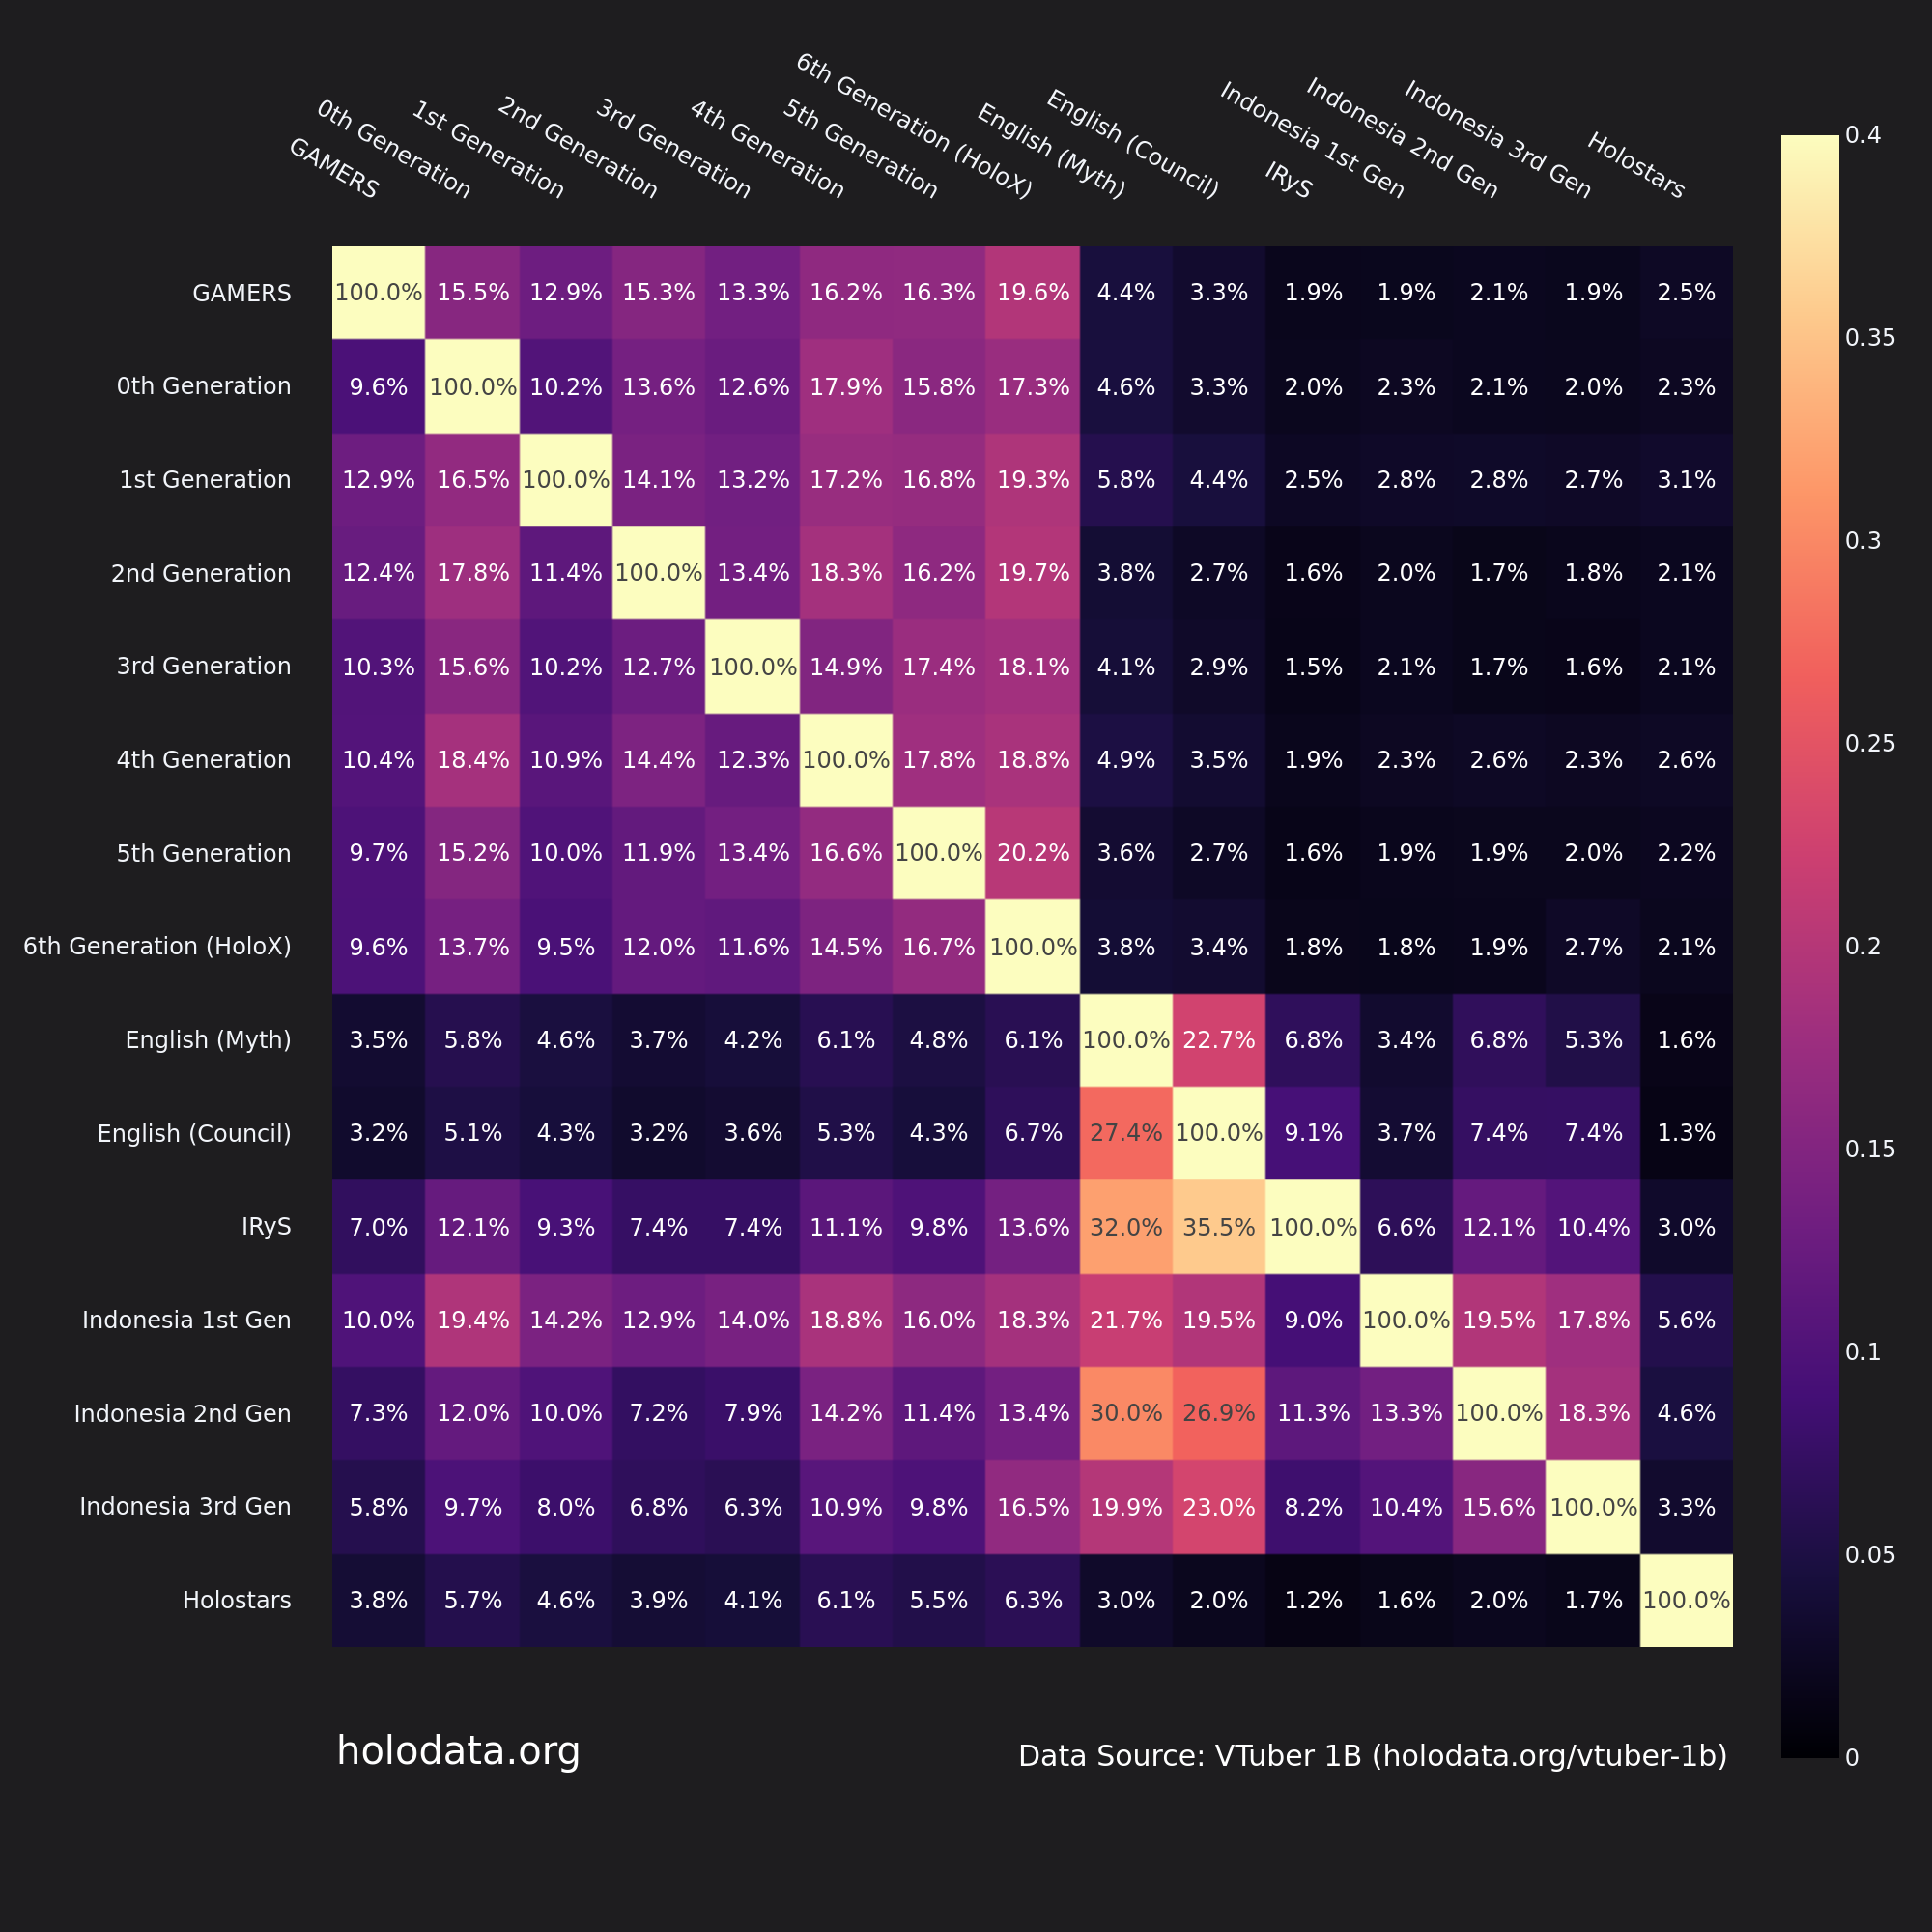 6th Generation (HoloX)
English (Council)
Indonesia 2nd Gen
Indonesia 3rd Gen
Indonesia 1st Gen
0th Generation
1st Generation
2nd Generation
3rd Generation
4th Generation
5th Generation
English (Myth)
Holostars
GAMERS
IRyS
0.4
GAMERS 100.0% 15.5% 12.9% 15.3% 13.3% 16.2% 16.3% 19.6% 4.4% 3.3% 1.9% 1.9% 2.1% 1.9% 2.5%
0.35
0th Generation 9.6% 100.0% 10.2% 13.6% 12.6% 17.9% 15.8% 17.3% 4.6% 3.3% 2.0% 2.3% 2.1% 2.0% 2.3%
1st Generation 12.9% 16.5% 100.0% 14.1% 13.2% 17.2% 16.8% 19.3% 5.8% 4.4% 2.5% 2.8% 2.8% 2.7% 3.1%
0.3
2nd Generation 12.4% 17.8% 11.4% 100.0% 13.4% 18.3% 16.2% 19.7% 3.8% 2.7% 1.6% 2.0% 1.7% 1.8% 2.1%
3rd Generation 10.3% 15.6% 10.2% 12.7% 100.0% 14.9% 17.4% 18.1% 4.1% 2.9% 1.5% 2.1% 1.7% 1.6% 2.1%
0.25
4th Generation 10.4% 18.4% 10.9% 14.4% 12.3% 100.0% 17.8% 18.8% 4.9% 3.5% 1.9% 2.3% 2.6% 2.3% 2.6%
5th Generation 9.7% 15.2% 10.0% 11.9% 13.4% 16.6% 100.0% 20.2% 3.6% 2.7% 1.6% 1.9% 1.9% 2.0% 2.2%
6th Generation (HoloX) 9.6% 13.7% 9.5% 12.0% 11.6% 14.5% 16.7% 100.0% 3.8% 3.4% 1.8% 1.8% 1.9% 2.7% 2.1%
0.2
English (Myth) 3.5% 5.8% 4.6% 3.7% 4.2% 6.1% 4.8% 6.1% 100.0% 22.7% 6.8% 3.4% 6.8% 5.3% 1.6%
English (Council) 3.2% 5.1% 4.3% 3.2% 3.6% 5.3% 4.3% 6.7% 27.4% 100.0% 9.1% 3.7% 7.4% 7.4% 1.3%
0.15
IRyS 7.0% 12.1% 9.3% 7.4% 7.4% 11.1% 9.8% 13.6% 32.0% 35.5% 100.0% 6.6% 12.1% 10.4% 3.0%
Indonesia 1st Gen 10.0% 19.4% 14.2% 12.9% 14.0% 18.8% 16.0% 18.3% 21.7% 19.5% 9.0% 100.0% 19.5% 17.8% 5.6%
0.1
Indonesia 2nd Gen 7.3% 12.0% 10.0% 7.2% 7.9% 14.2% 11.4% 13.4% 30.0% 26.9% 11.3% 13.3% 100.0% 18.3% 4.6%
Indonesia 3rd Gen 5.8% 9.7% 8.0% 6.8% 6.3% 10.9% 9.8% 16.5% 19.9% 23.0% 8.2% 10.4% 15.6% 100.0% 3.3%
0.05
Holostars 3.8% 5.7% 4.6% 3.9% 4.1% 6.1% 5.5% 6.3% 3.0% 2.0% 1.2% 1.6% 2.0% 1.7% 100.0%
0
holodata.org
Data Source: VTuber 1B (holodata.org/vtuber-1b)